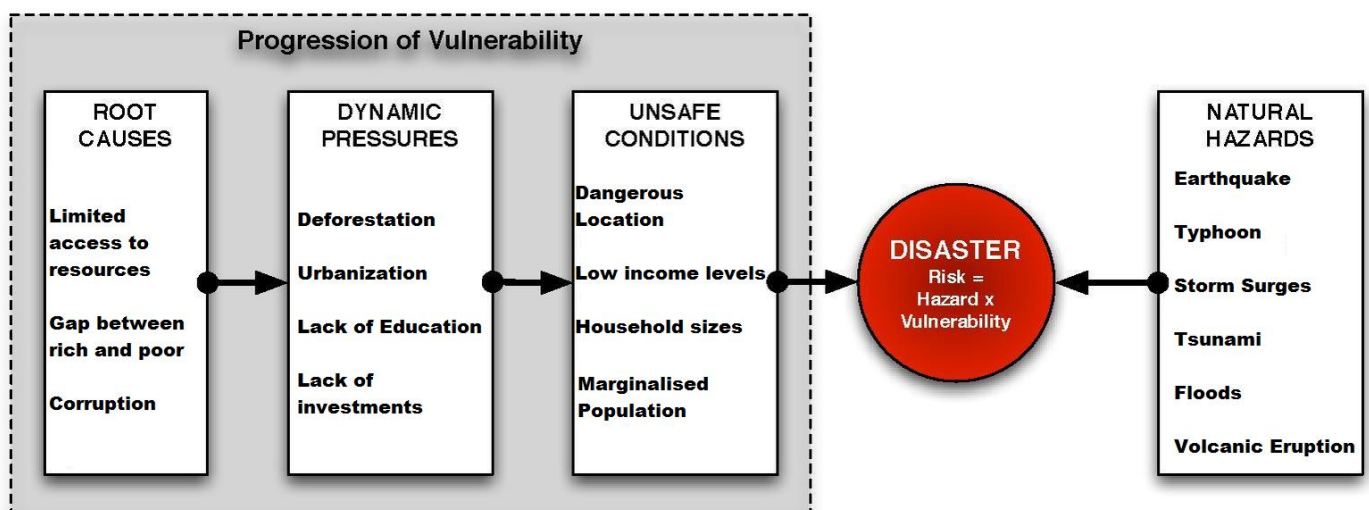 Progression of Vulnerability
ROOT
CAUSES
Limited
access to
resources
Gap between
rich and poor
Corruption
DYNAMIC
PRESSURES
Deforestation
Urbanization
Lack of Education
Lack of
investments
UNSAFE
CONDITIONS
Dangerous
Location
Low income levels
Household sizes
Marginalised
Population
DISASTER
Risk =
Hazard x
Vulnerability
NATURAL
HAZARDS
Earthquake
Typhoon
Storm Surges
Tsunami
Floods
Volcanic Eruption